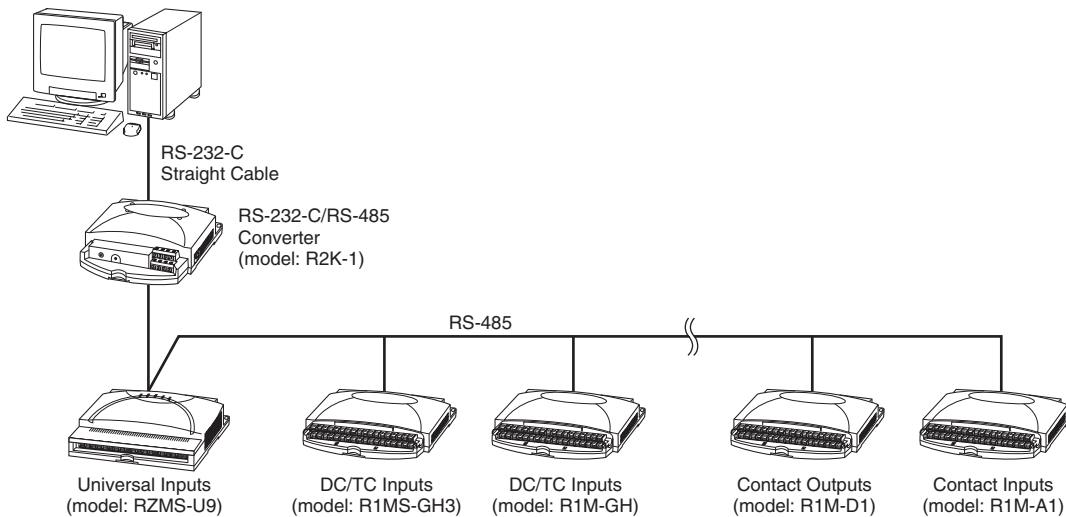 RS-232-C
Straight Cable
RS-232-C/RS-485
Converter
(model: R2K-1)
RS-485
Universal Inputs
(model: RZMS-U9)
DC/TC Inputs
(model: R1MS-GH3)
DC/TC Inputs
(model: R1M-GH)
Contact Outputs
(model: R1M-D1)
Contact Inputs
(model: R1M-A1)